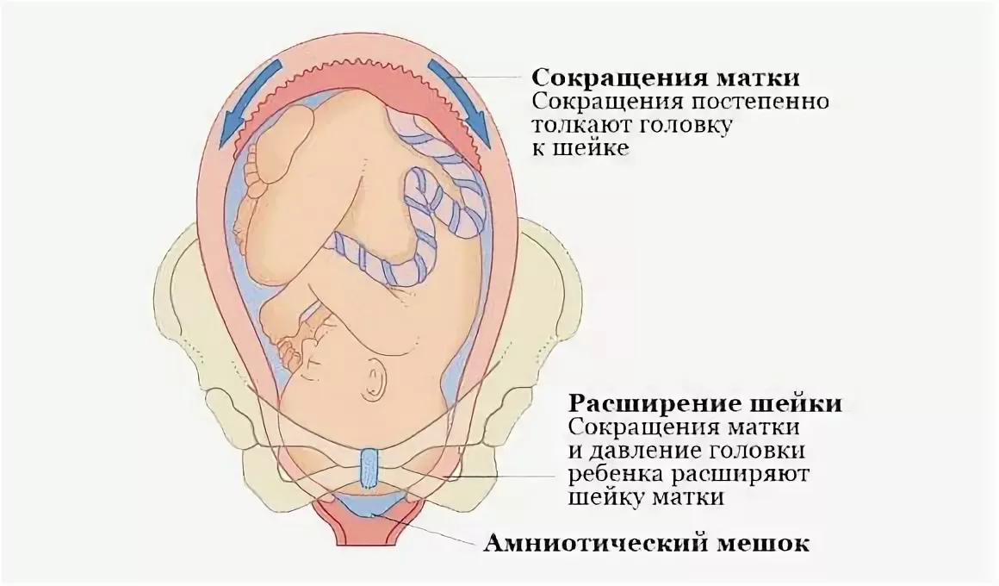 Сокращения матки
Сокращения постепенно
толкают головку
к шейке
Расширение шейки
Сокращения матки
и давление головки
ребенка расширяют
шейку матки
Амниотический мешок